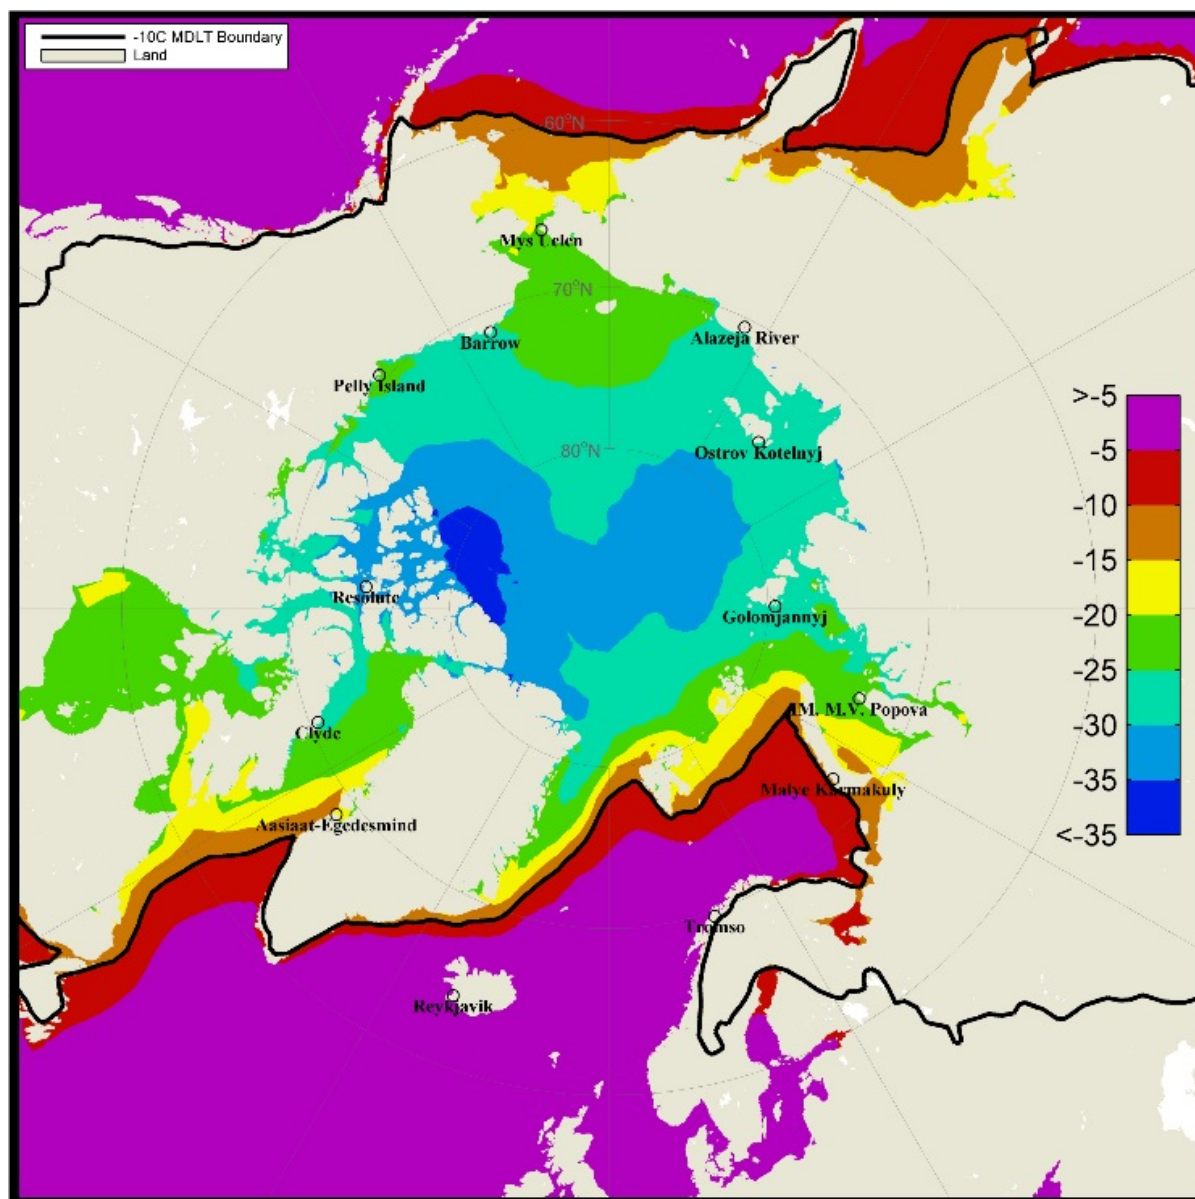 -10C MDLT Boundary
Land
60°N
Mys Uelen
70°N
Barrow
Alazeja River
Pelly Island
>-5
-5
80°N
Ostrov Kotelnyj
-10
-15
-20
Resolute
Golomjannyj
-25
IM. M.V. Popova
Clyde
-30
-35
Malye Karmakuly
Aasiaat-Egedesmind
<-35
Tromso
Reykjavik